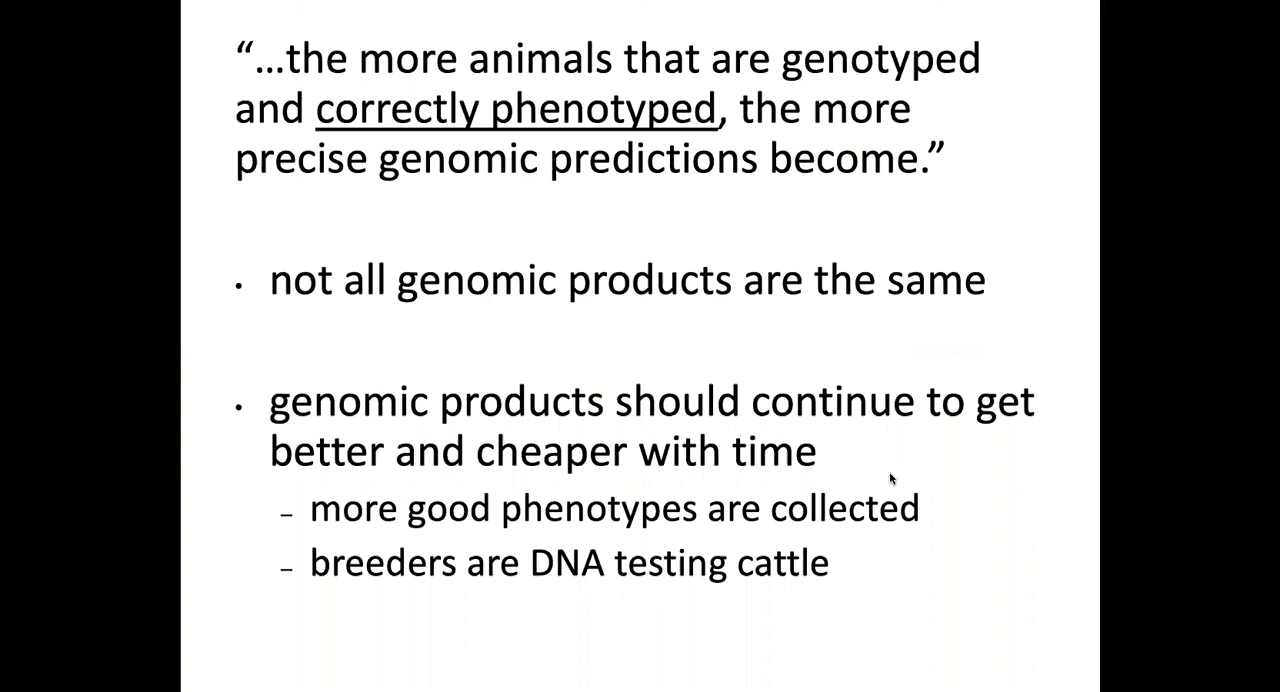 “...the more animals that are genotyped
and correctly phenotyped, the more
precise genomic predictions become.”
• not all genomic products are the same
• genomic products should continue to get
better and cheaper with time
– more good phenotypes are collected
– breeders are DNA testing cattle